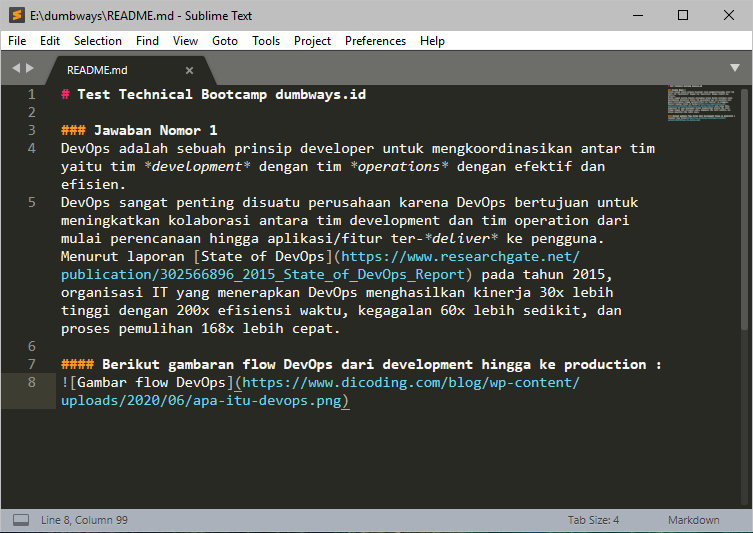 E:\dumbways\README.md - Sublime Text
File Edit Selection Find View Goto Tools Project Preferences Help
README.md
1 # Test Technical Bootcamp dumbways.id
2
3 ### Jawaban Nomor 1
4 DevOps adalah sebuah prinsip developer untuk mengkoordinasikan antar tim
yaitu tim *development* dengan tim *operations* dengan efektif dan
efisien.
5 DevOps sangat penting disuatu perusahaan karena DevOps bertujuan untuk
meningkatkan kolaborasi antara tim development dan tim operation dari
mulai perencanaan hingga aplikasi/fitur ter-*deliver* ke pengguna.
Menurut laporan [State of DevOps](https://www.researchgate.net/
publication/302566896_2015_State_of_DevOps_Report) pada tahun 2015,
organisasi IT yang menerapkan DevOps menghasilkan kinerja 30x lebih
tinggi dengan 200x efisiensi waktu, kegagalan 60x lebih sedikit, dan
proses pemulihan 168x lebih cepat.
6
7 #### Berikut gambaran flow DevOps dari development hingga ke production :
8 ![Gambar flow DevOps](https://www.dicoding.com/blog/wp-content/
uploads/2020/06/apa-itu-devops.png)
Line 8, Column 99 Tab Size: 4 Markdown